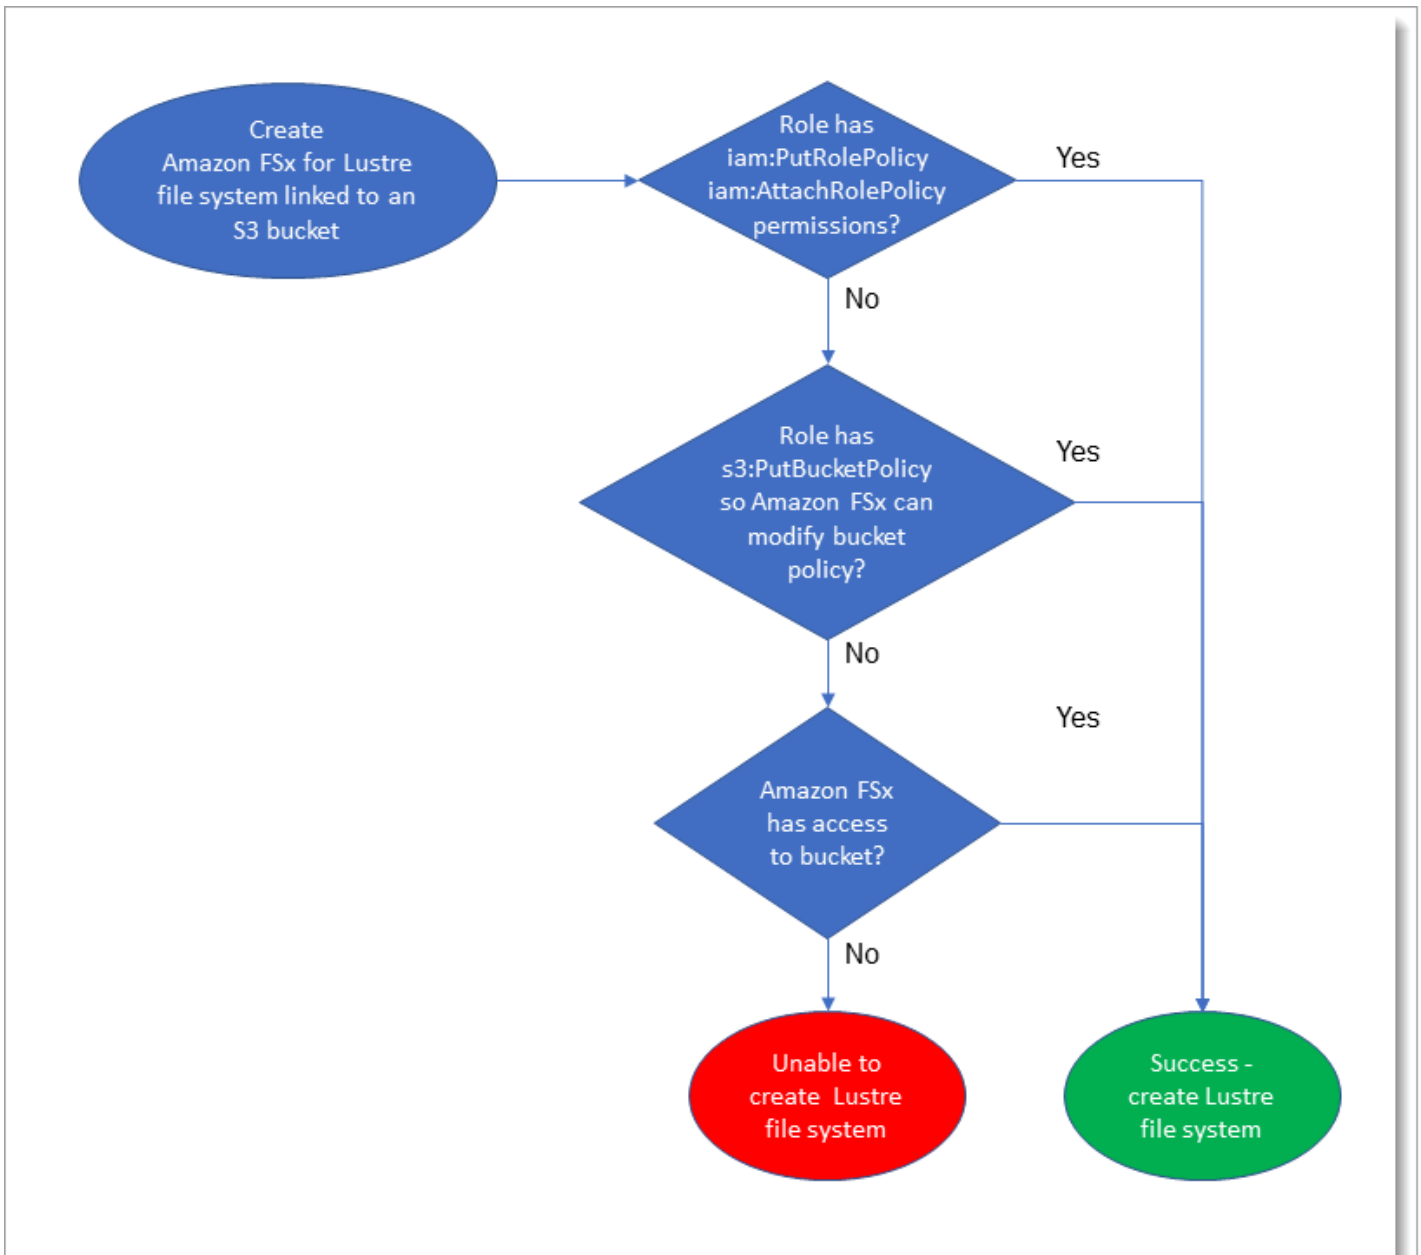 Create
Amazon FSx for Lustre
file system linked to an
S3 bucket
Role has
iam:PutRolePolicy
iam:AttachRolePolicy
permissions?
Yes
No
Role has
s3:PutBucketPolicy
so Amazon FSx can
modify bucket
policy?
Yes
No
Yes
Amazon FSx
has access
to bucket?
No
Unable to
create Lustre
file system
Success -
create Lustre
file system